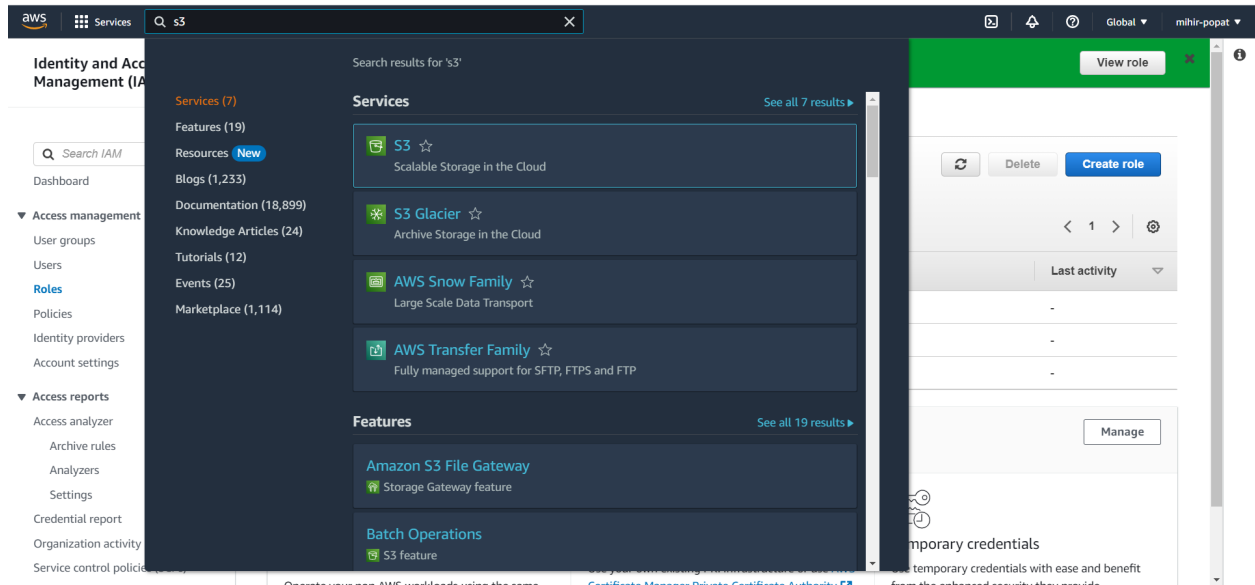 aws
Services
s3
Global
mihir-popat
Identity and Acc
Management (IA
Search IAM
Dashboard
Access management
User groups
Users
Roles
Policies
Identity providers
Account settings
Access reports
Access analyzer
Archive rules
Analyzers
Settings
Credential report
Organization activity
Service control policie
Search results for 's3'
Services (7)
Features (19)
Resources New
Blogs (1,233)
Documentation (18,899)
Knowledge Articles (24)
Tutorials (12)
Events (25)
Marketplace (1,114)
Services
See all 7 results
S3
Scalable Storage in the Cloud
S3 Glacier
Archive Storage in the Cloud
AWS Snow Family
Large Scale Data Transport
AWS Transfer Family
Fully managed support for SFTP, FTPS and FTP
Features
See all 19 results
Amazon S3 File Gateway
Storage Gateway feature
Batch Operations
S3 feature
View role
Delete
Create role
1
Last activity
-
-
-
Manage
mporary credentials
temporary credentials with ease and benefit